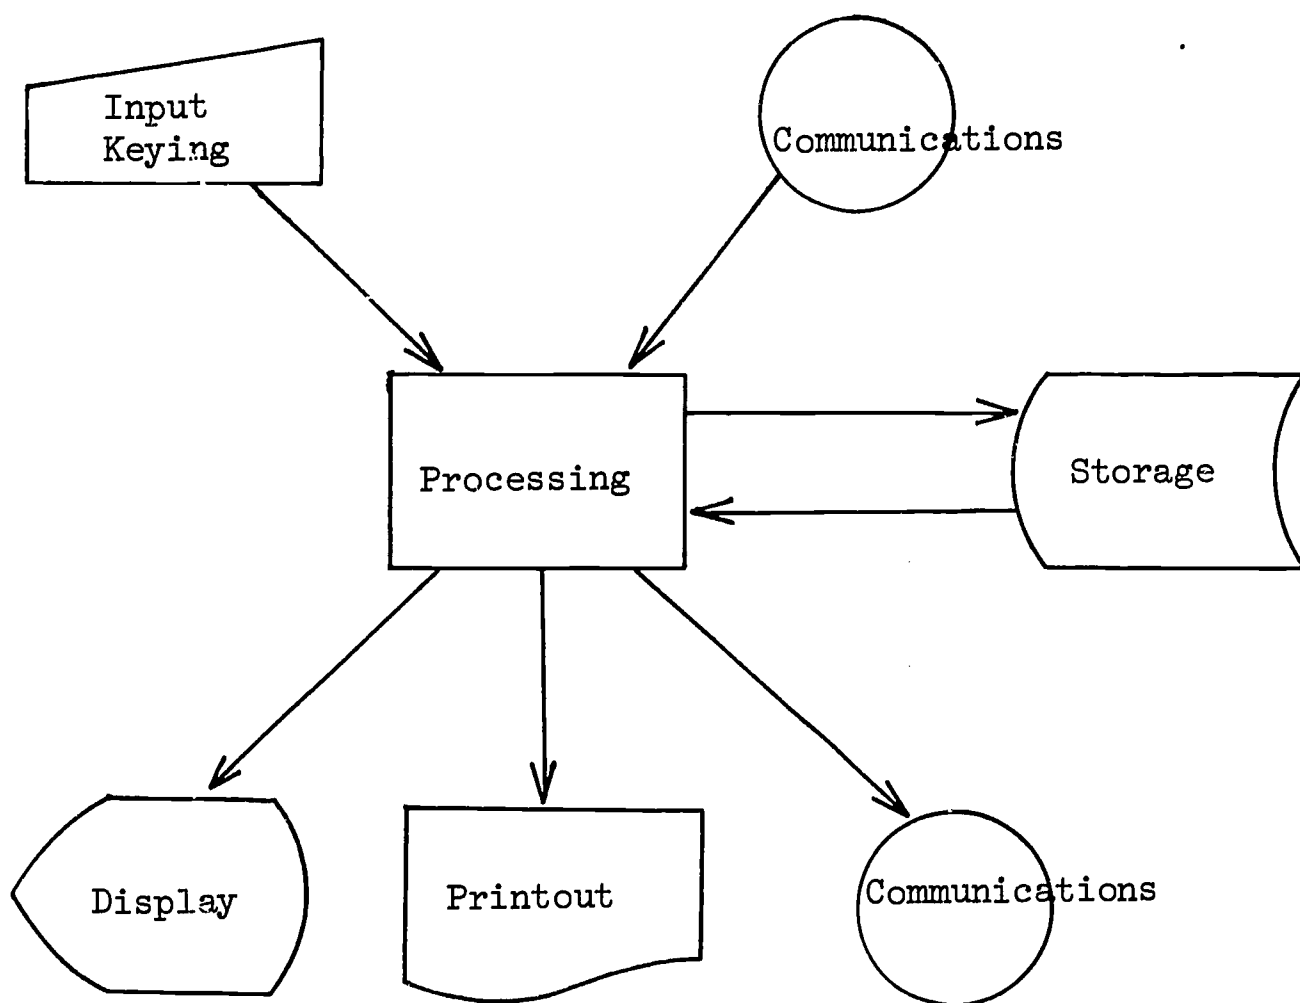 Input
Keying
Communications
Processing
Storage
Display
Printout
Communications